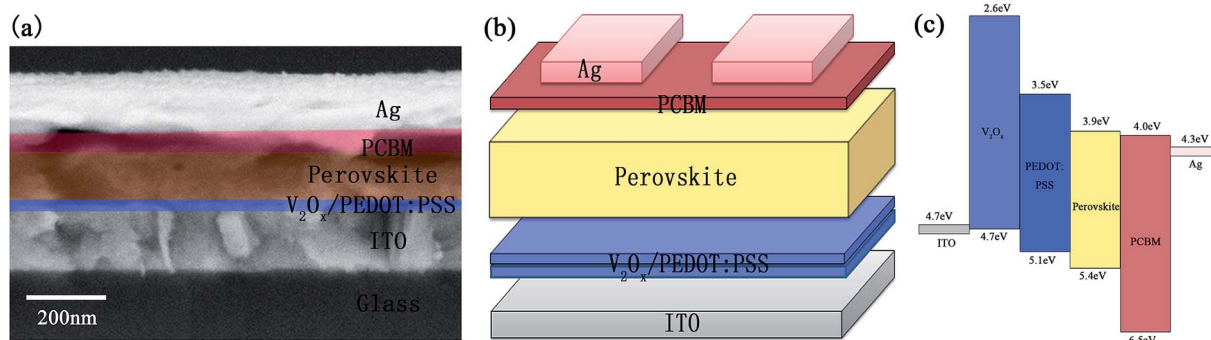 (a)
Ag
PCBM
Perovskite
V₂Oₓ/PEDOT:PSS
ITO
Glass
200nm
(b)
Ag
PCBM
Perovskite
V₂Oₓ/PEDOT:PSS
ITO
(c)
2.6eV
3.5eV
3.9eV
4.0eV
4.3eV
Ag
V₂Oₓ
PEDOT:
PSS
Perovskite
PCBM
4.7eV
ITO
4.7eV
5.1eV
5.4eV
6.5eV